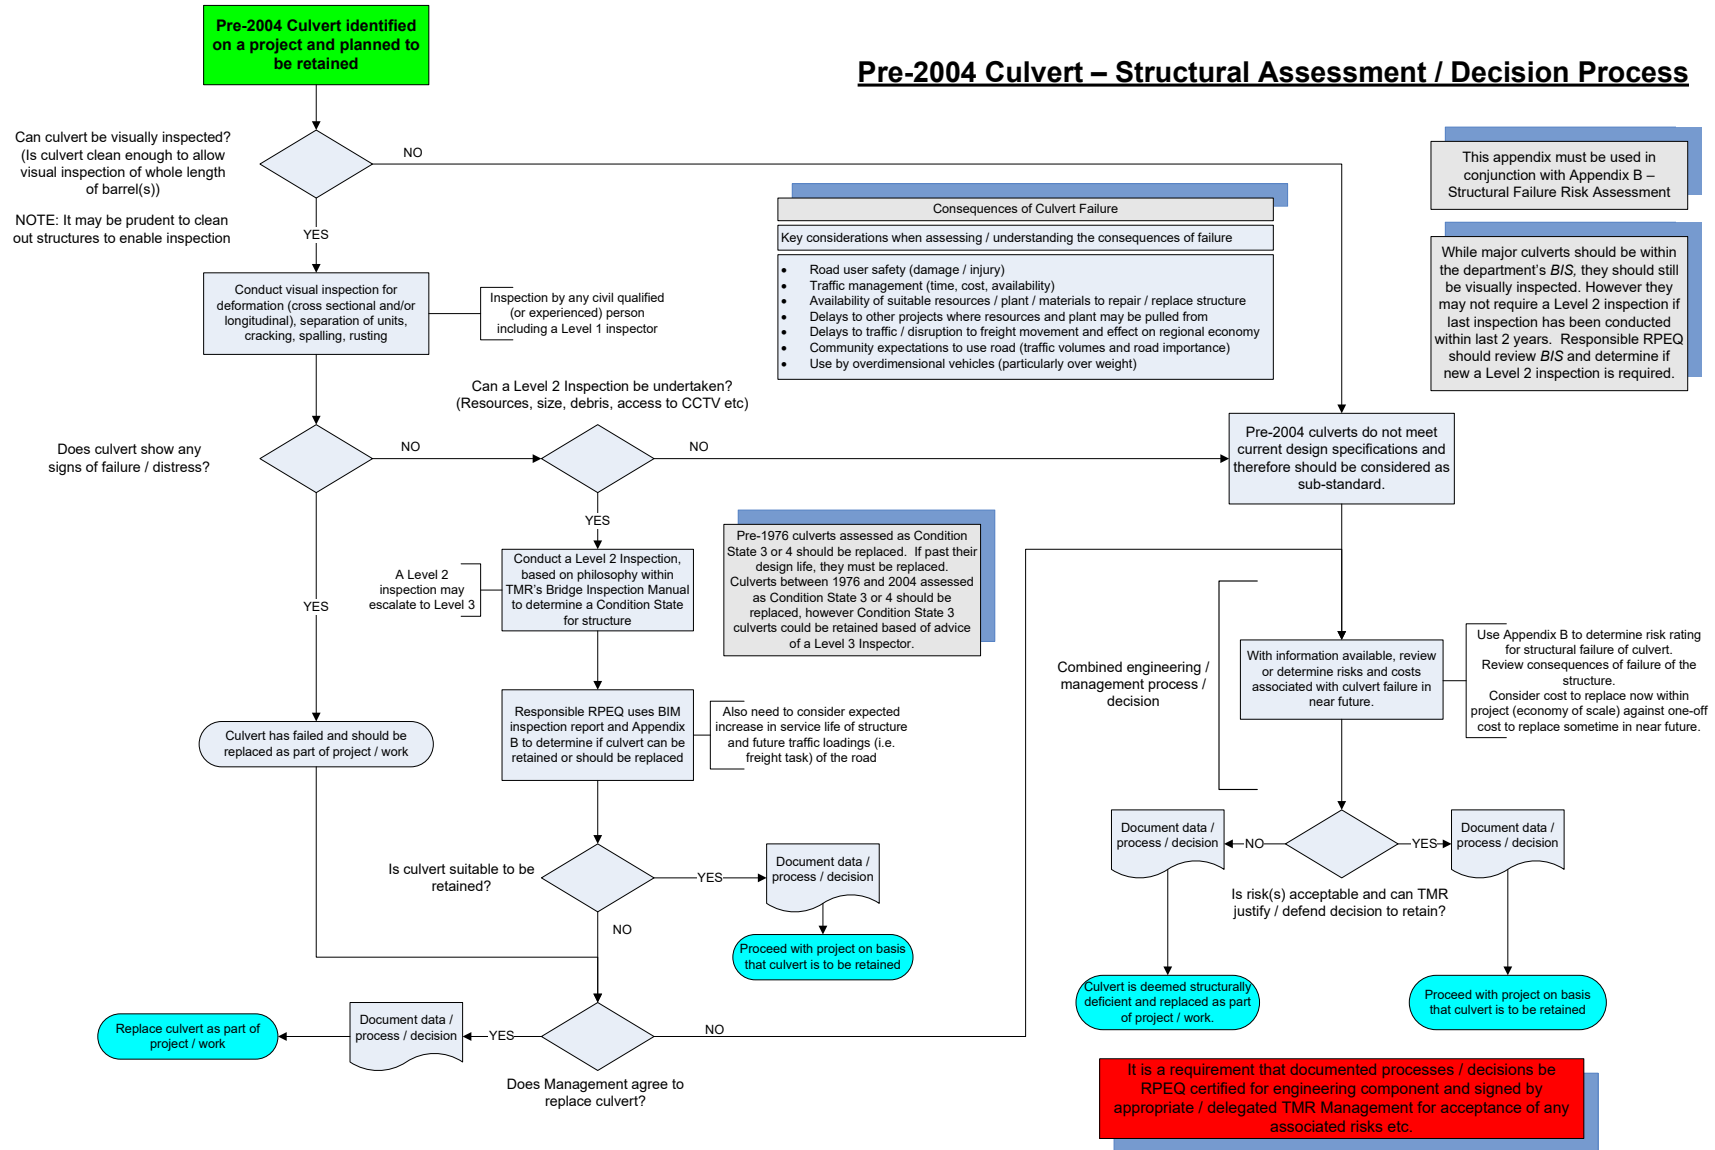 Pre-2004 Culvert identified
on a project and planned to
be retained
Pre-2004 Culvert – Structural Assessment / Decision Process
Can culvert be visually inspected?
(Is culvert clean enough to allow
visual inspection of whole length
of barrel(s))
NOTE: It may be prudent to clean
out structures to enable inspection
NO
YES
This appendix must be used in
conjunction with Appendix B –
Structural Failure Risk Assessment
Consequences of Culvert Failure
Key considerations when assessing / understanding the consequences of failure
• Road user safety (damage / injury)
• Traffic management (time, cost, availability)
• Availability of suitable resources / plant / materials to repair / replace structure
• Delays to other projects where resources and plant may be pulled from
• Delays to traffic / disruption to freight movement and effect on regional economy
• Community expectations to use road (traffic volumes and road importance)
• Use by overdimensional vehicles (particularly over weight)
While major culverts should be within
the department's BIS, they should still
be visually inspected. However they
may not require a Level 2 inspection if
last inspection has been conducted
within last 2 years. Responsible RPEQ
should review BIS and determine if
new a Level 2 inspection is required.
Conduct visual inspection for
deformation (cross sectional and/or
longitudinal), separation of units,
cracking, spalling, rusting
Inspection by any civil qualified
(or experienced) person
including a Level 1 inspector
Can a Level 2 Inspection be undertaken?
(Resources, size, debris, access to CCTV etc)
Does culvert show any
signs of failure / distress?
NO
NO
Pre-2004 culverts do not meet
current design specifications and
therefore should be considered as
sub-standard.
YES
YES
A Level 2
inspection may
escalate to Level 3
Conduct a Level 2 Inspection,
based on philosophy within
TMR's Bridge Inspection Manual
to determine a Condition State
for structure
Pre-1976 culverts assessed as Condition
State 3 or 4 should be replaced. If past their
design life, they must be replaced.
Culverts between 1976 and 2004 assessed
as Condition State 3 or 4 should be
replaced, however Condition State 3
culverts could be retained based of advice
of a Level 3 Inspector.
Combined engineering /
management process /
decision
With information available, review
or determine risks and costs
associated with culvert failure in
near future.
Use Appendix B to determine risk rating
for structural failure of culvert.
Review consequences of failure of the
structure.
Consider cost to replace now within
project (economy of scale) against one-off
cost to replace sometime in near future.
Culvert has failed and should be
replaced as part of project / work
Responsible RPEQ uses BIM
inspection report and Appendix
B to determine if culvert can be
retained or should be replaced
Also need to consider expected
increase in service life of structure
and future traffic loadings (i.e.
freight task) of the road
Is culvert suitable to be
retained?
YES
Document data /
process / decision
NO
Proceed with project on basis
that culvert is to be retained
Document data /
process / decision
NO
YES
Document data /
process / decision
Is risk(s) acceptable and can TMR
justify / defend decision to retain?
Culvert is deemed structurally
deficient and replaced as part
of project / work.
Proceed with project on basis
that culvert is to be retained
Replace culvert as part of
project / work
Document data /
process / decision
YES
NO
Does Management agree to
replace culvert?
It is a requirement that documented processes / decisions be
RPEQ certified for engineering component and signed by
appropriate / delegated TMR Management for acceptance of any
associated risks etc.